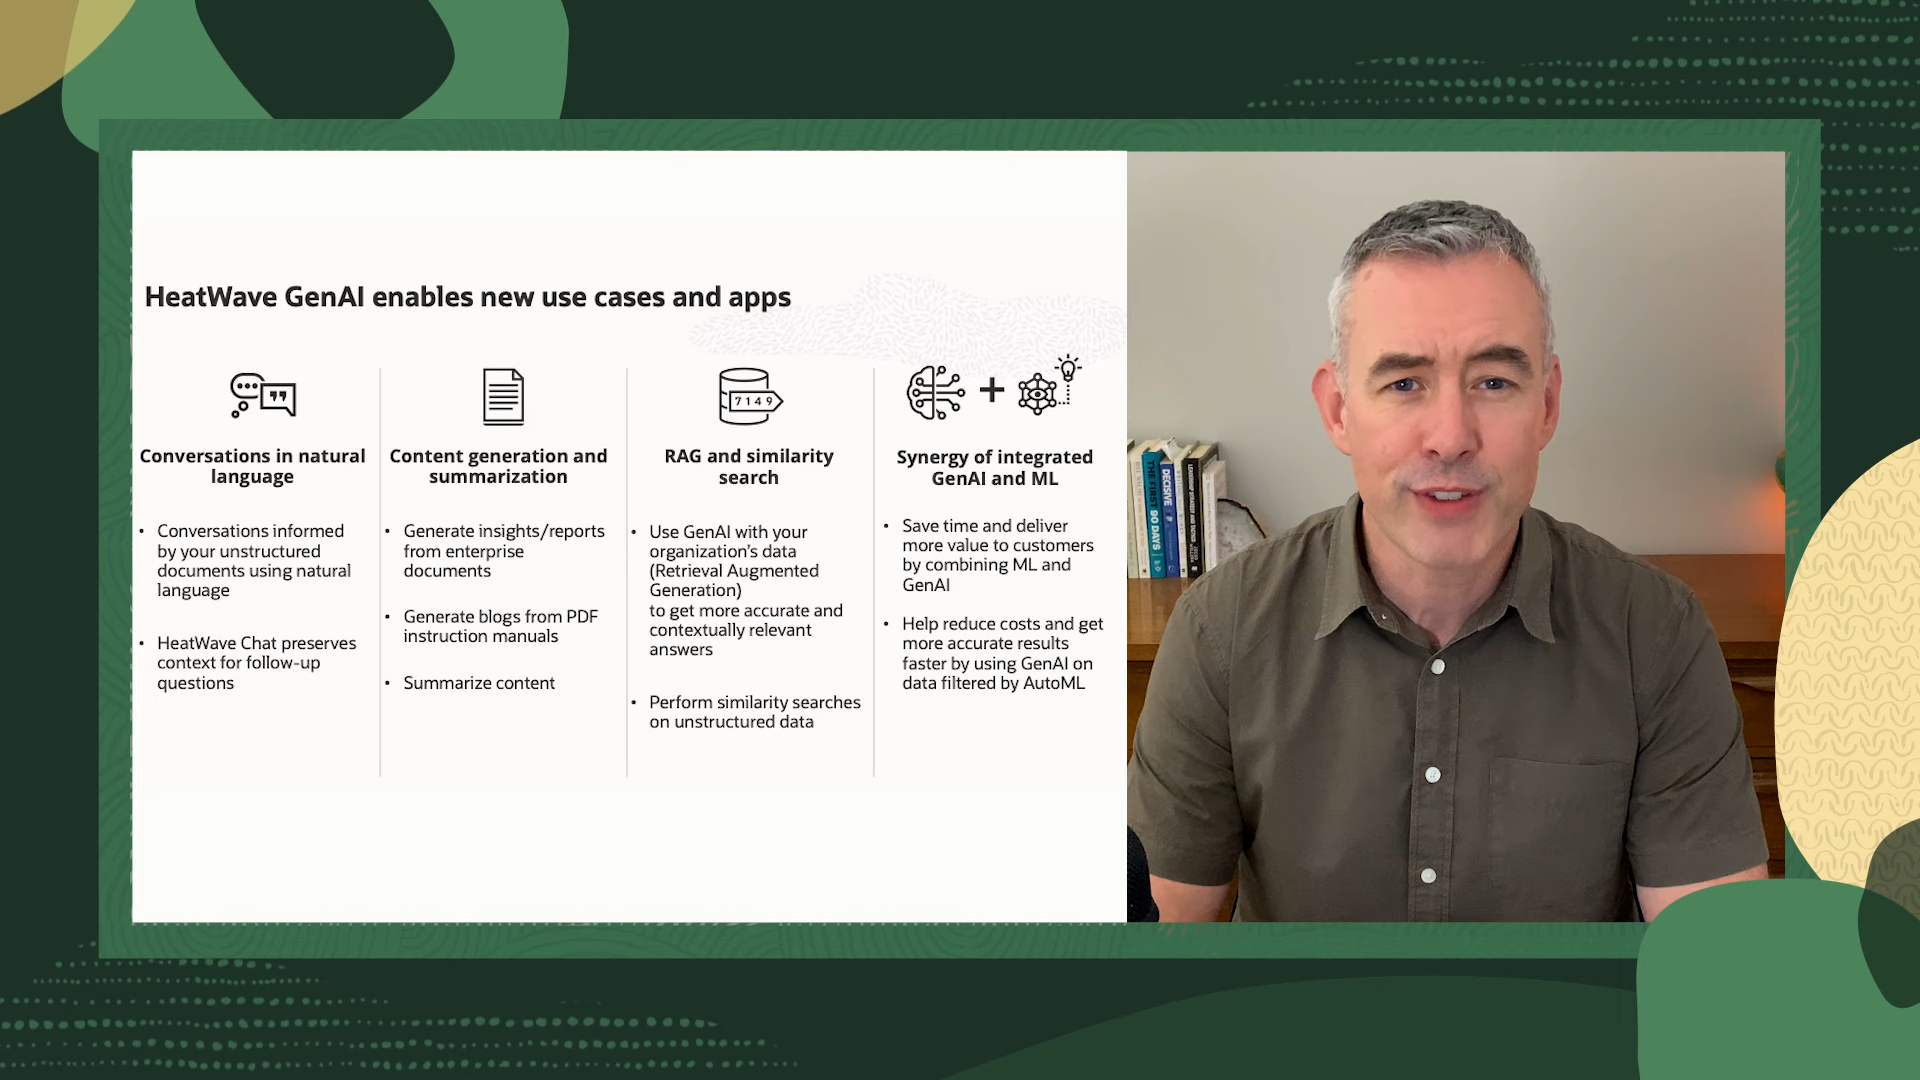 HeatWave GenAI enables new use cases and apps
7 1 4 9
Conversations in natural
language
• Conversations informed
by your unstructured
documents using natural
language
• HeatWave Chat preserves
context for follow-up
questions
Content generation and
summarization
• Generate insights/reports
from enterprise
documents
• Generate blogs from PDF
instruction manuals
• Summarize content
RAG and similarity
search
• Use GenAI with your
organization's data
(Retrieval Augmented
Generation)
to get more accurate and
contextually relevant
answers
• Perform similarity searches
on unstructured data
Synergy of integrated
GenAI and ML
• Save time and deliver
more value to customers
by combining ML and
GenAI
• Help reduce costs and get
more accurate results
faster by using GenAI on
data filtered by AutoML
THE FIRST 90 DAYS
DECISIVE